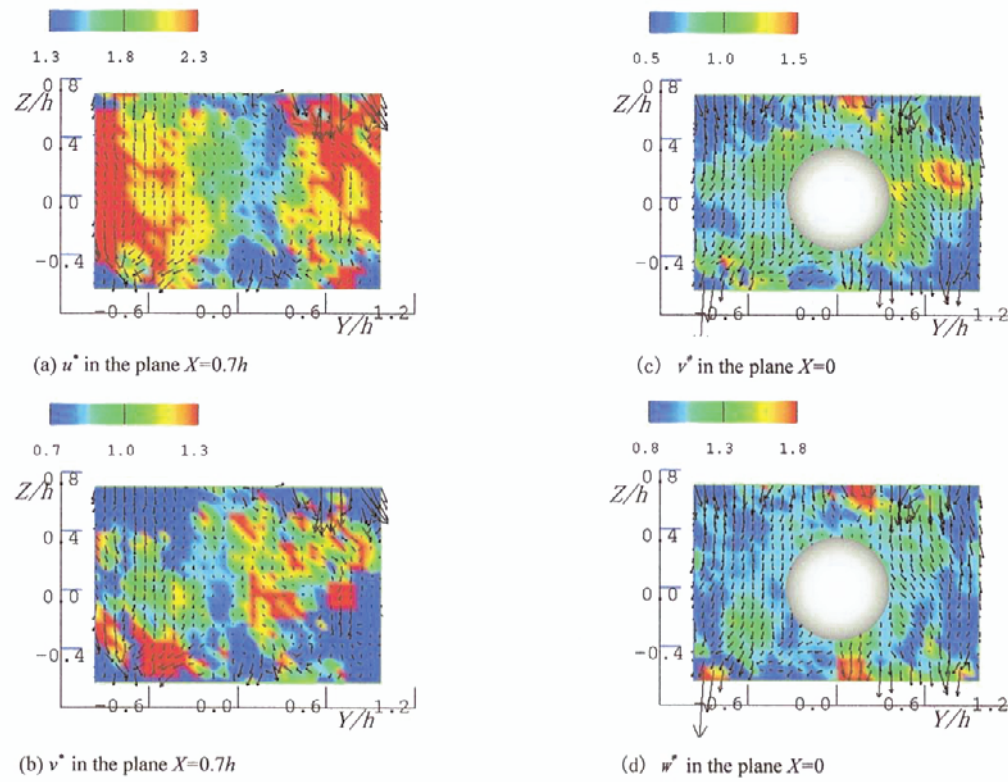 1.3 1.8 2.3
0.8
Z/h
0.4
0.0
-0.4
-0.6 0.0 0.6 1.2
Y/h
(a) u* in the plane X=0.7h
0.5 1.0 1.5
0.8
Z/h
0.4
0.0
-0.4
-0.6 0.0 0.6 1.2
Y/h
(c) v* in the plane X=0
0.7 1.0 1.3
0.8
Z/h
0.4
0.0
-0.4
-0.6 0.0 0.6 1.2
Y/h
(b) v* in the plane X=0.7h
0.8 1.3 1.8
0.8
Z/h
0.4
0.0
-0.4
-0.6 0.0 0.6 1.2
Y/h
(d) w* in the plane X=0